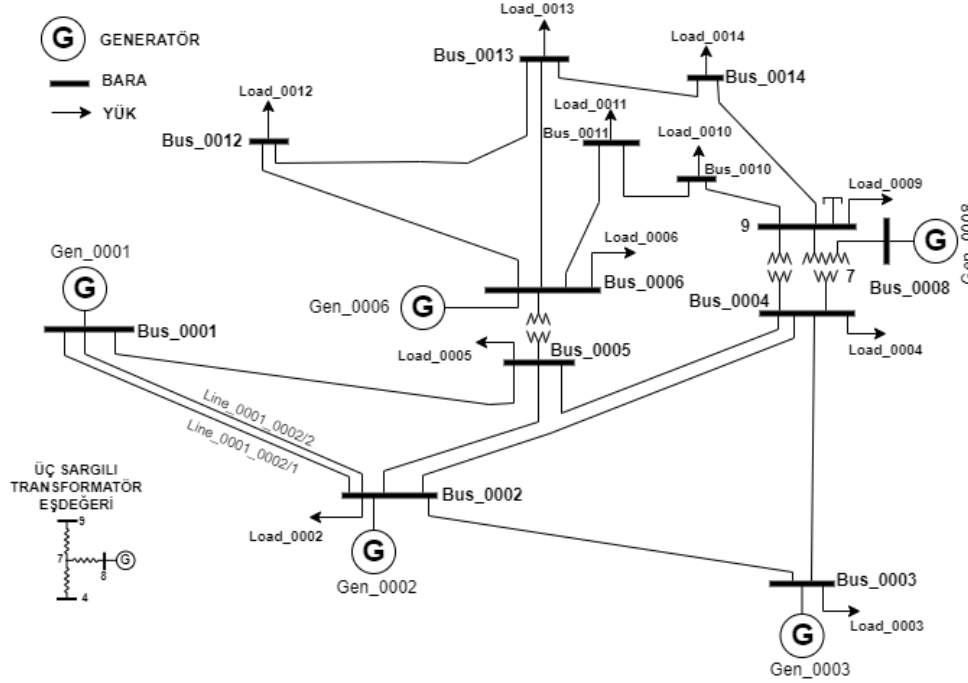 G
GENERATÖR
BARA
YÜK
Load_0013
Bus_0013
Load_0014
Bus_0014
Load_0012
Bus_0012
Load_0011
Bus_0011
Load_0010
Bus_0010
Load_0009
9
G
Gen_0008
7
Bus_0008
Load_0006
Bus_0006
Gen_0006
G
Gen_0001
G
Bus_0001
Bus_0004
Load_0004
Load_0005
Bus_0005
Line_0001_0002/2
Line_0001_0002/1
Bus_0002
Load_0002
G
Gen_0002
Bus_0003
Load_0003
G
Gen_0003
ÜÇ SARGILI
TRANSFORMATÖR
EŞDEĞERİ
9
7
G
8
4